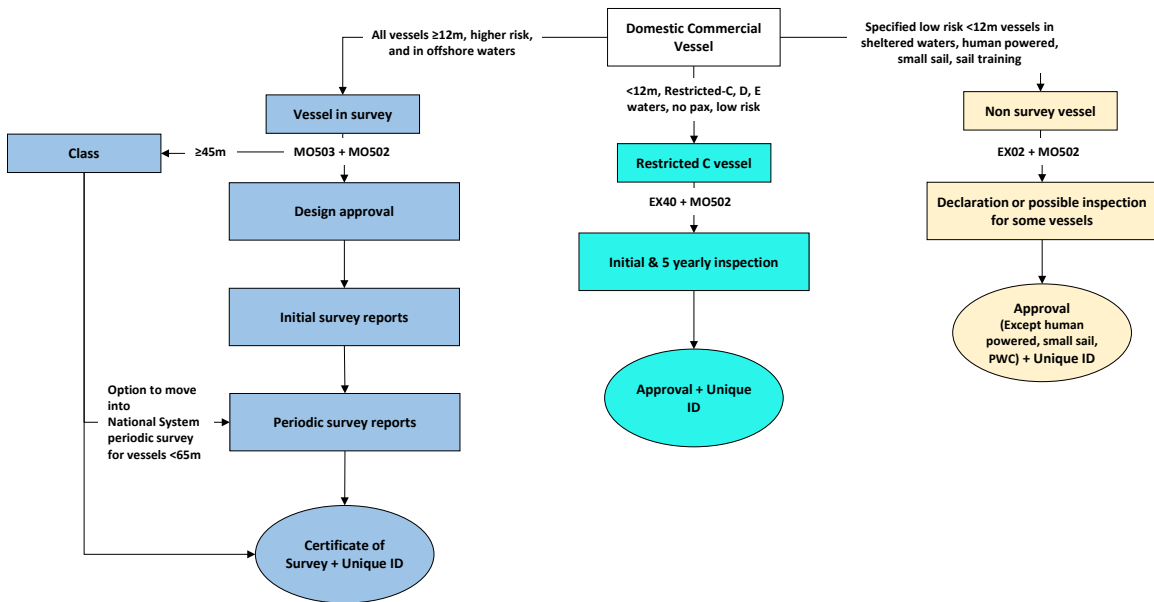 Domestic Commercial
Vessel
All vessels ≥12m, higher risk,
and in offshore waters
Vessel in survey
MO503 + MO502
≥45m
Class
Design approval
Initial survey reports
Option to move
into
National System
periodic survey
for vessels <65m
Periodic survey reports
Certificate of
Survey + Unique ID
<12m, Restricted-C, D, E
waters, no pax, low risk
Restricted C vessel
EX40 + MO502
Initial & 5 yearly inspection
Approval + Unique
ID
Specified low risk <12m vessels in
sheltered waters, human powered,
small sail, sail training
Non survey vessel
EX02 + MO502
Declaration or possible inspection
for some vessels
Approval
(Except human
powered, small sail,
PWC) + Unique ID